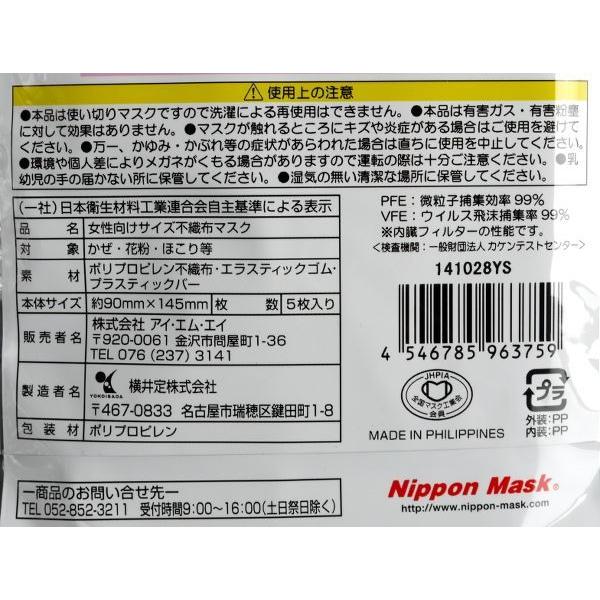 使用上の注意
●本品は使い切りマスクですので洗濯による再使用はできません。●本品は有害ガス・有害粉塵
に対して効果はありません。●マスクが触れるところにキズや炎症がある場合はご使用を避けて
ください。●万一、かゆみ・かぶれ等の症状があらわれた場合は直ちに使用を中止してください。
●環境や個人差によりメガネがくもる場合がありますので運転の際は十分ご注意ください。●乳
幼児の手の届かない所に保管してください。●湿気の無い清潔な場所に保管してください。
(一社)日本衛生材料工業連合会自主基準による表示
品名 女性向けサイズ不織布マスク
対象 かぜ・花粉・ほこり等
素材 ポリプロピレン不織布・エラスティックゴム・
プラスティックバー
本体サイズ 約90mm×145mm 枚数 5枚入り
販売者名 株式会社 アイ・エム・エイ
〒920-0061 金沢市問屋町1-36
TEL 076(237)3141
製造者名 YOKOISADA 横井定株式会社
〒467-0833 名古屋市瑞穂区鍵田町1-8
包装材 ポリプロピレン
PFE:微粒子捕集効率99%
VFE:ウイルス飛沫捕集率99%
※内臓フィルターの性能です。
<検査機関:一般財団法人 カケンテストセンター>
141028YS
4 546785 963759
JHPIA
全国マスク工業会
会員
プラ
外装:PP
内装:PP
MADE IN PHILIPPINES
ー商品のお問い合せ先ー
TEL 052-852-3211 受付時間9:00〜16:00(土日祭日除く)
Nippon Mask®
http://www.nippon-mask.com/